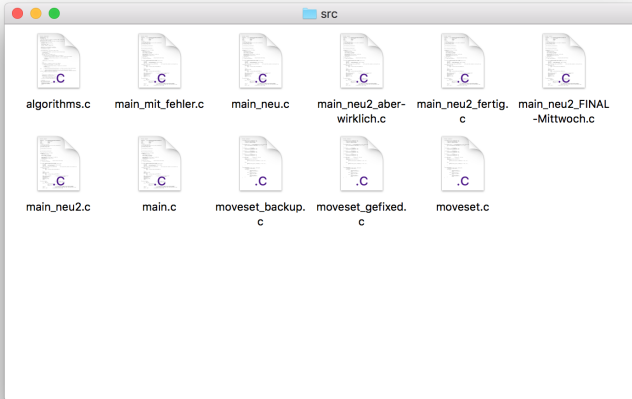 src
.C
.C
.C
.C
.C
.C
algorithms.c
main_mit_fehler.c
main_neu.c
main_neu2_aber-
wirklich.c
main_neu2_fertig.
c
main_neu2_FINAL
-Mittwoch.c
.C
.C
.C
.C
.C
main_neu2.c
main.c
moveset_backup.
c
moveset_gefixed.
c
moveset.c